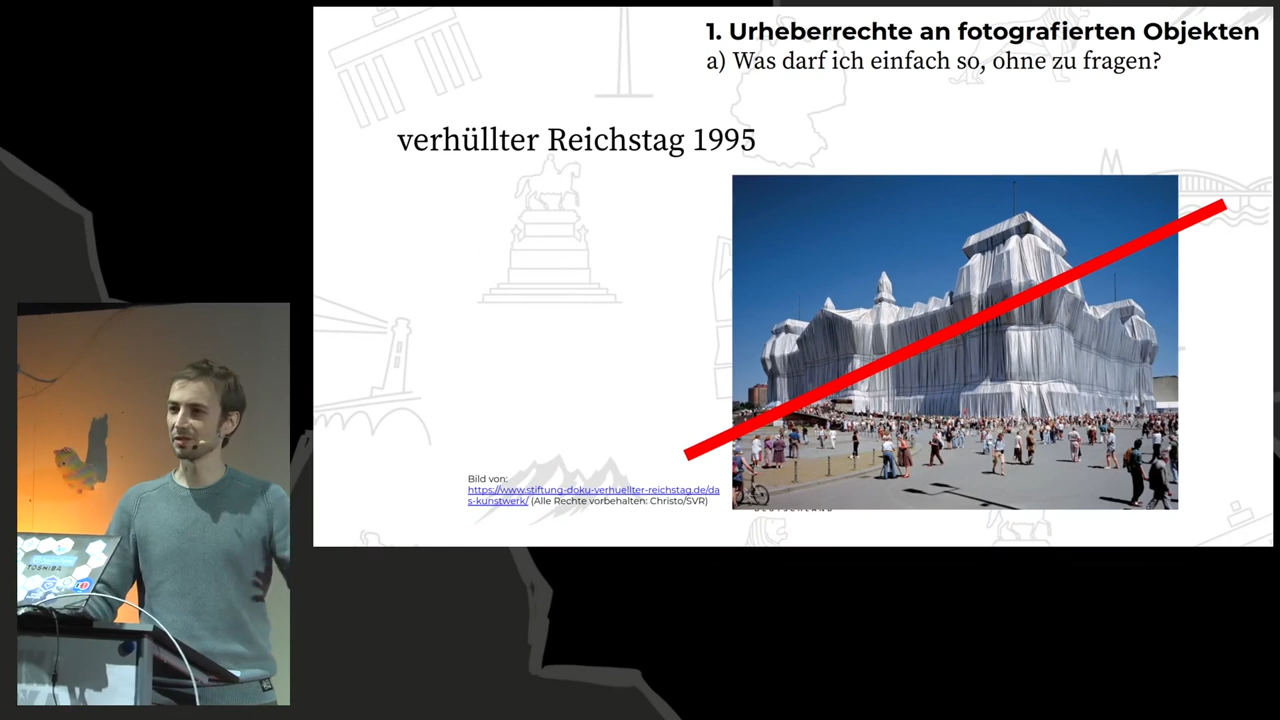 1. Urheberrechte an fotografierten Objekten
a) Was darf ich einfach so, ohne zu fragen?
verhüllter Reichstag 1995
Bild von:
https://www.stiftung-doku-verhuellter-reichstag.de/da
s-kunstwerk/ (Alle Rechte vorbehalten: Christo/SVR)
DEUTSCHLAND
TOSHIBA